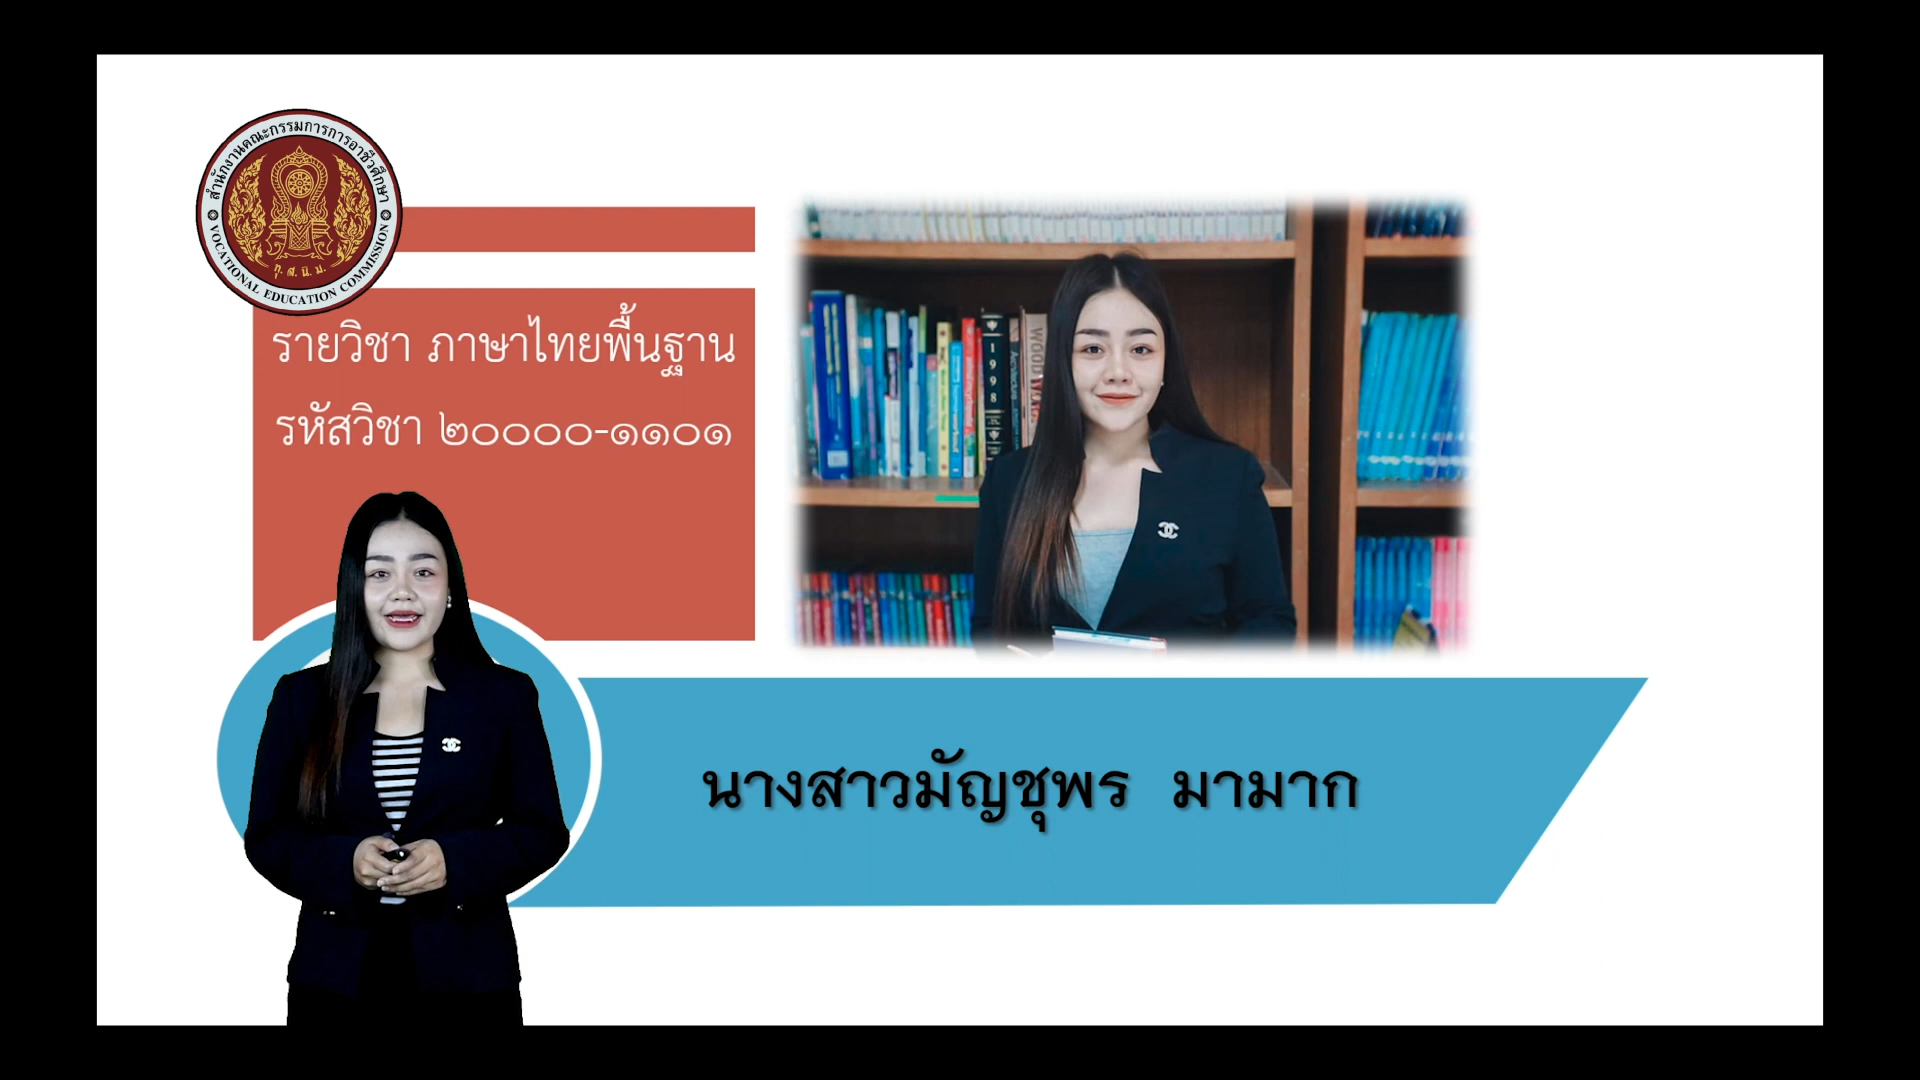 สำนักงานคณะกรรมการการอาชีวศึกษา
ทุ. ส. นิ. ม.
VOCATIONAL EDUCATION COMMISSION
รายวิชา ภาษาไทยพื้นฐาน
รหัสวิชา ๒๐๐๐๐-๑๑๐๑
1998
นางสาวมัญชุพร มามาก